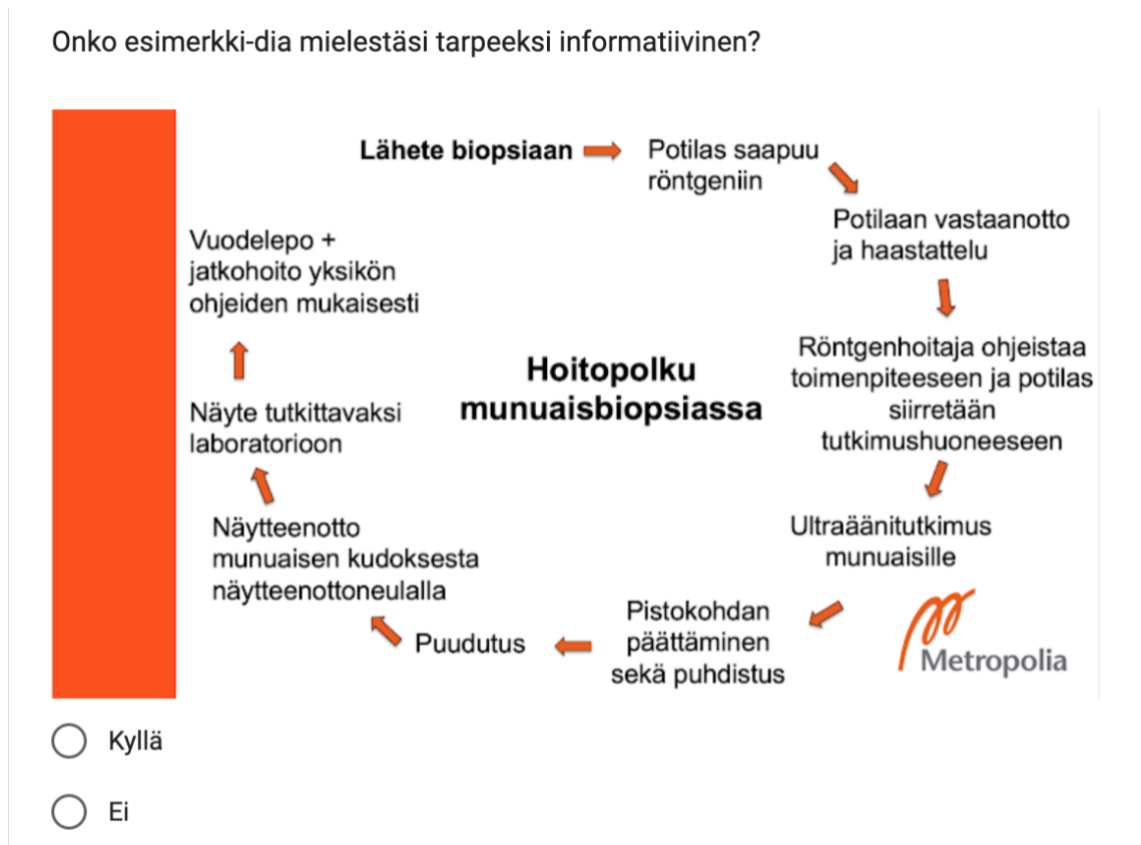 Onko esimerkki-dia mielestäsi tarpeeksi informatiivinen?
Lähete biopsiaan
Potilas saapuu
röntgeniin
Potilaan vastaanotto
ja haastattelu
Röntgenhoitaja ohjeistaa
toimenpiteeseen ja potilas
siirretään
tutkimushuoneeseen
Ultraäänitutkimus
munuaisille
Pistokohdan
päättäminen
sekä puhdistus
Puudutus
Näytteenotto
munuaisen kudoksesta
näytteenottoneulalla
Näyte tutkittavaksi
laboratorioon
Vuodelepo +
jatkohoito yksikön
ohjeiden mukaisesti
Hoitopolku
munuaisbiopsiassa
Metropolia
Kyllä
Ei